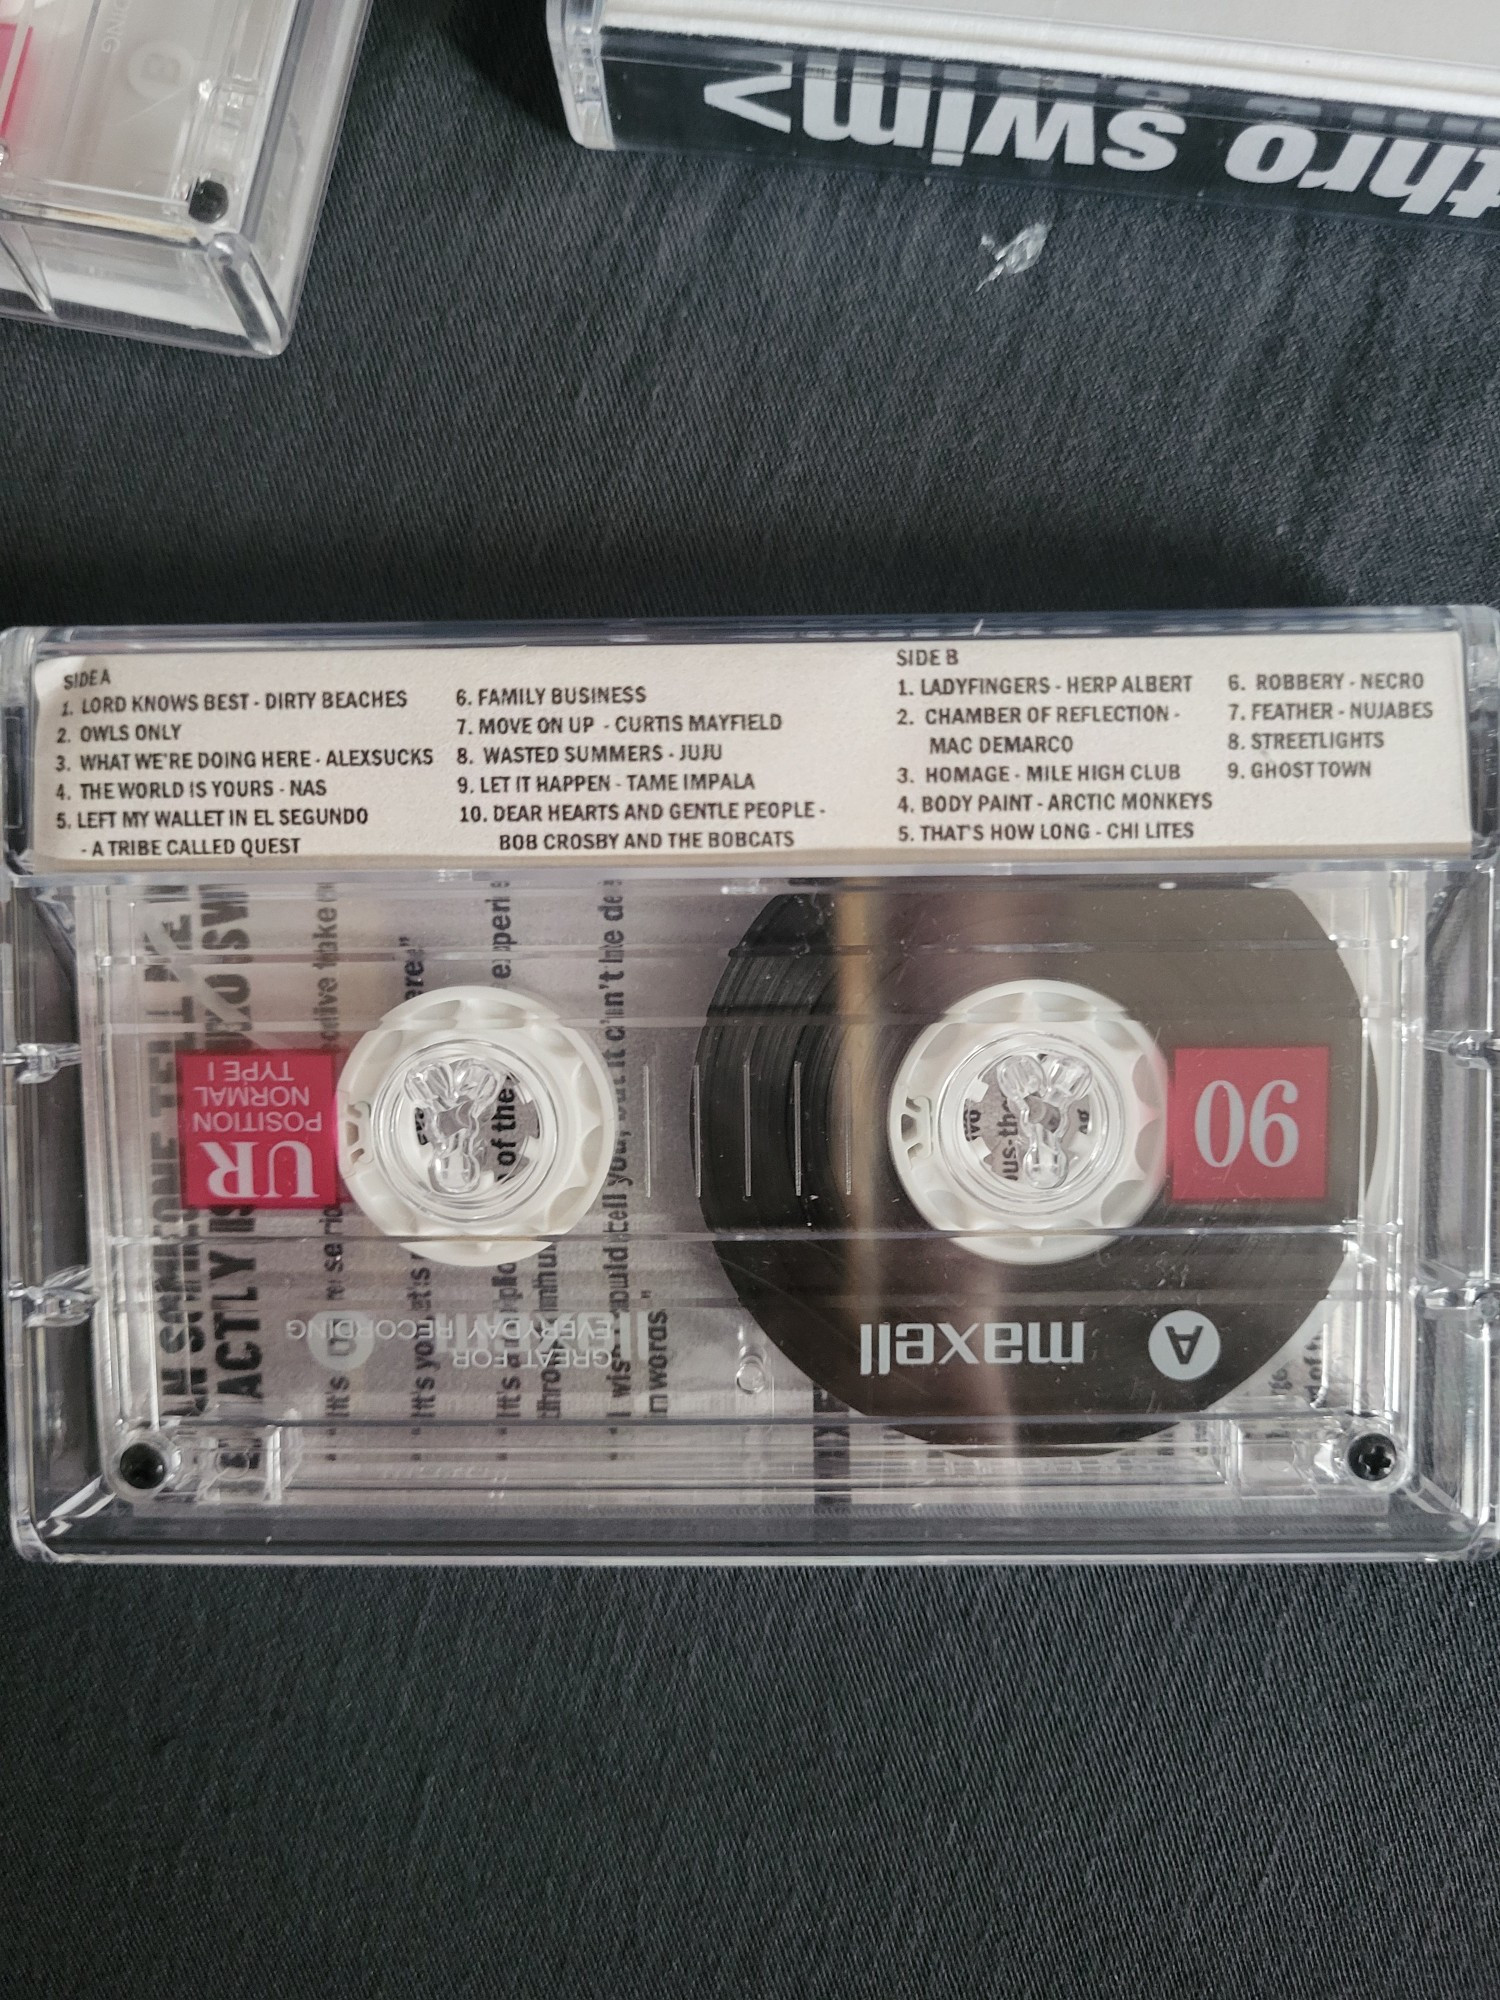 B
thro swim>
SIDE A
1. LORD KNOWS BEST - DIRTY BEACHES
2. OWLS ONLY
3. WHAT WE'RE DOING HERE - ALEXSUCKS
4. THE WORLD IS YOURS - NAS
5. LEFT MY WALLET IN EL SEGUNDO
- A TRIBE CALLED QUEST
6. FAMILY BUSINESS
7. MOVE ON UP - CURTIS MAYFIELD
8. WASTED SUMMERS - JUJU
9. LET IT HAPPEN - TAME IMPALA
10. DEAR HEARTS AND GENTLE PEOPLE -
BOB CROSBY AND THE BOBCATS
SIDE B
1. LADYFINGERS - HERP ALBERT
2. CHAMBER OF REFLECTION -
MAC DEMARCO
3. HOMAGE - MILE HIGH CLUB
4. BODY PAINT - ARCTIC MONKEYS
5. THAT'S HOW LONG - CHI LITES
6. ROBBERY - NECRO
7. FEATHER - NUJABES
8. STREETLIGHTS
9. GHOST TOWN
UR
POSITION
NORMAL
TYPE I
90
A
maxell
GREAT FOR
EVERYDAY RECORDING
of the
in words."